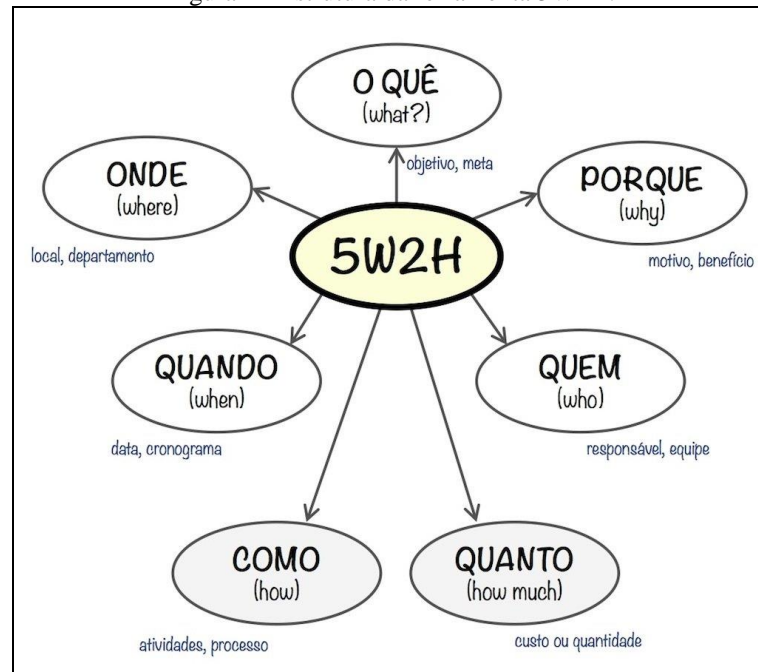 O QUÊ
(what?)
objetivo, meta
ONDE
(where)
local, departamento
PORQUE
(why)
motivo, benefício
5W2H
QUANDO
(when)
data, cronograma
QUEM
(who)
responsável, equipe
COMO
(how)
atividades, processo
QUANTO
(how much)
custo ou quantidade